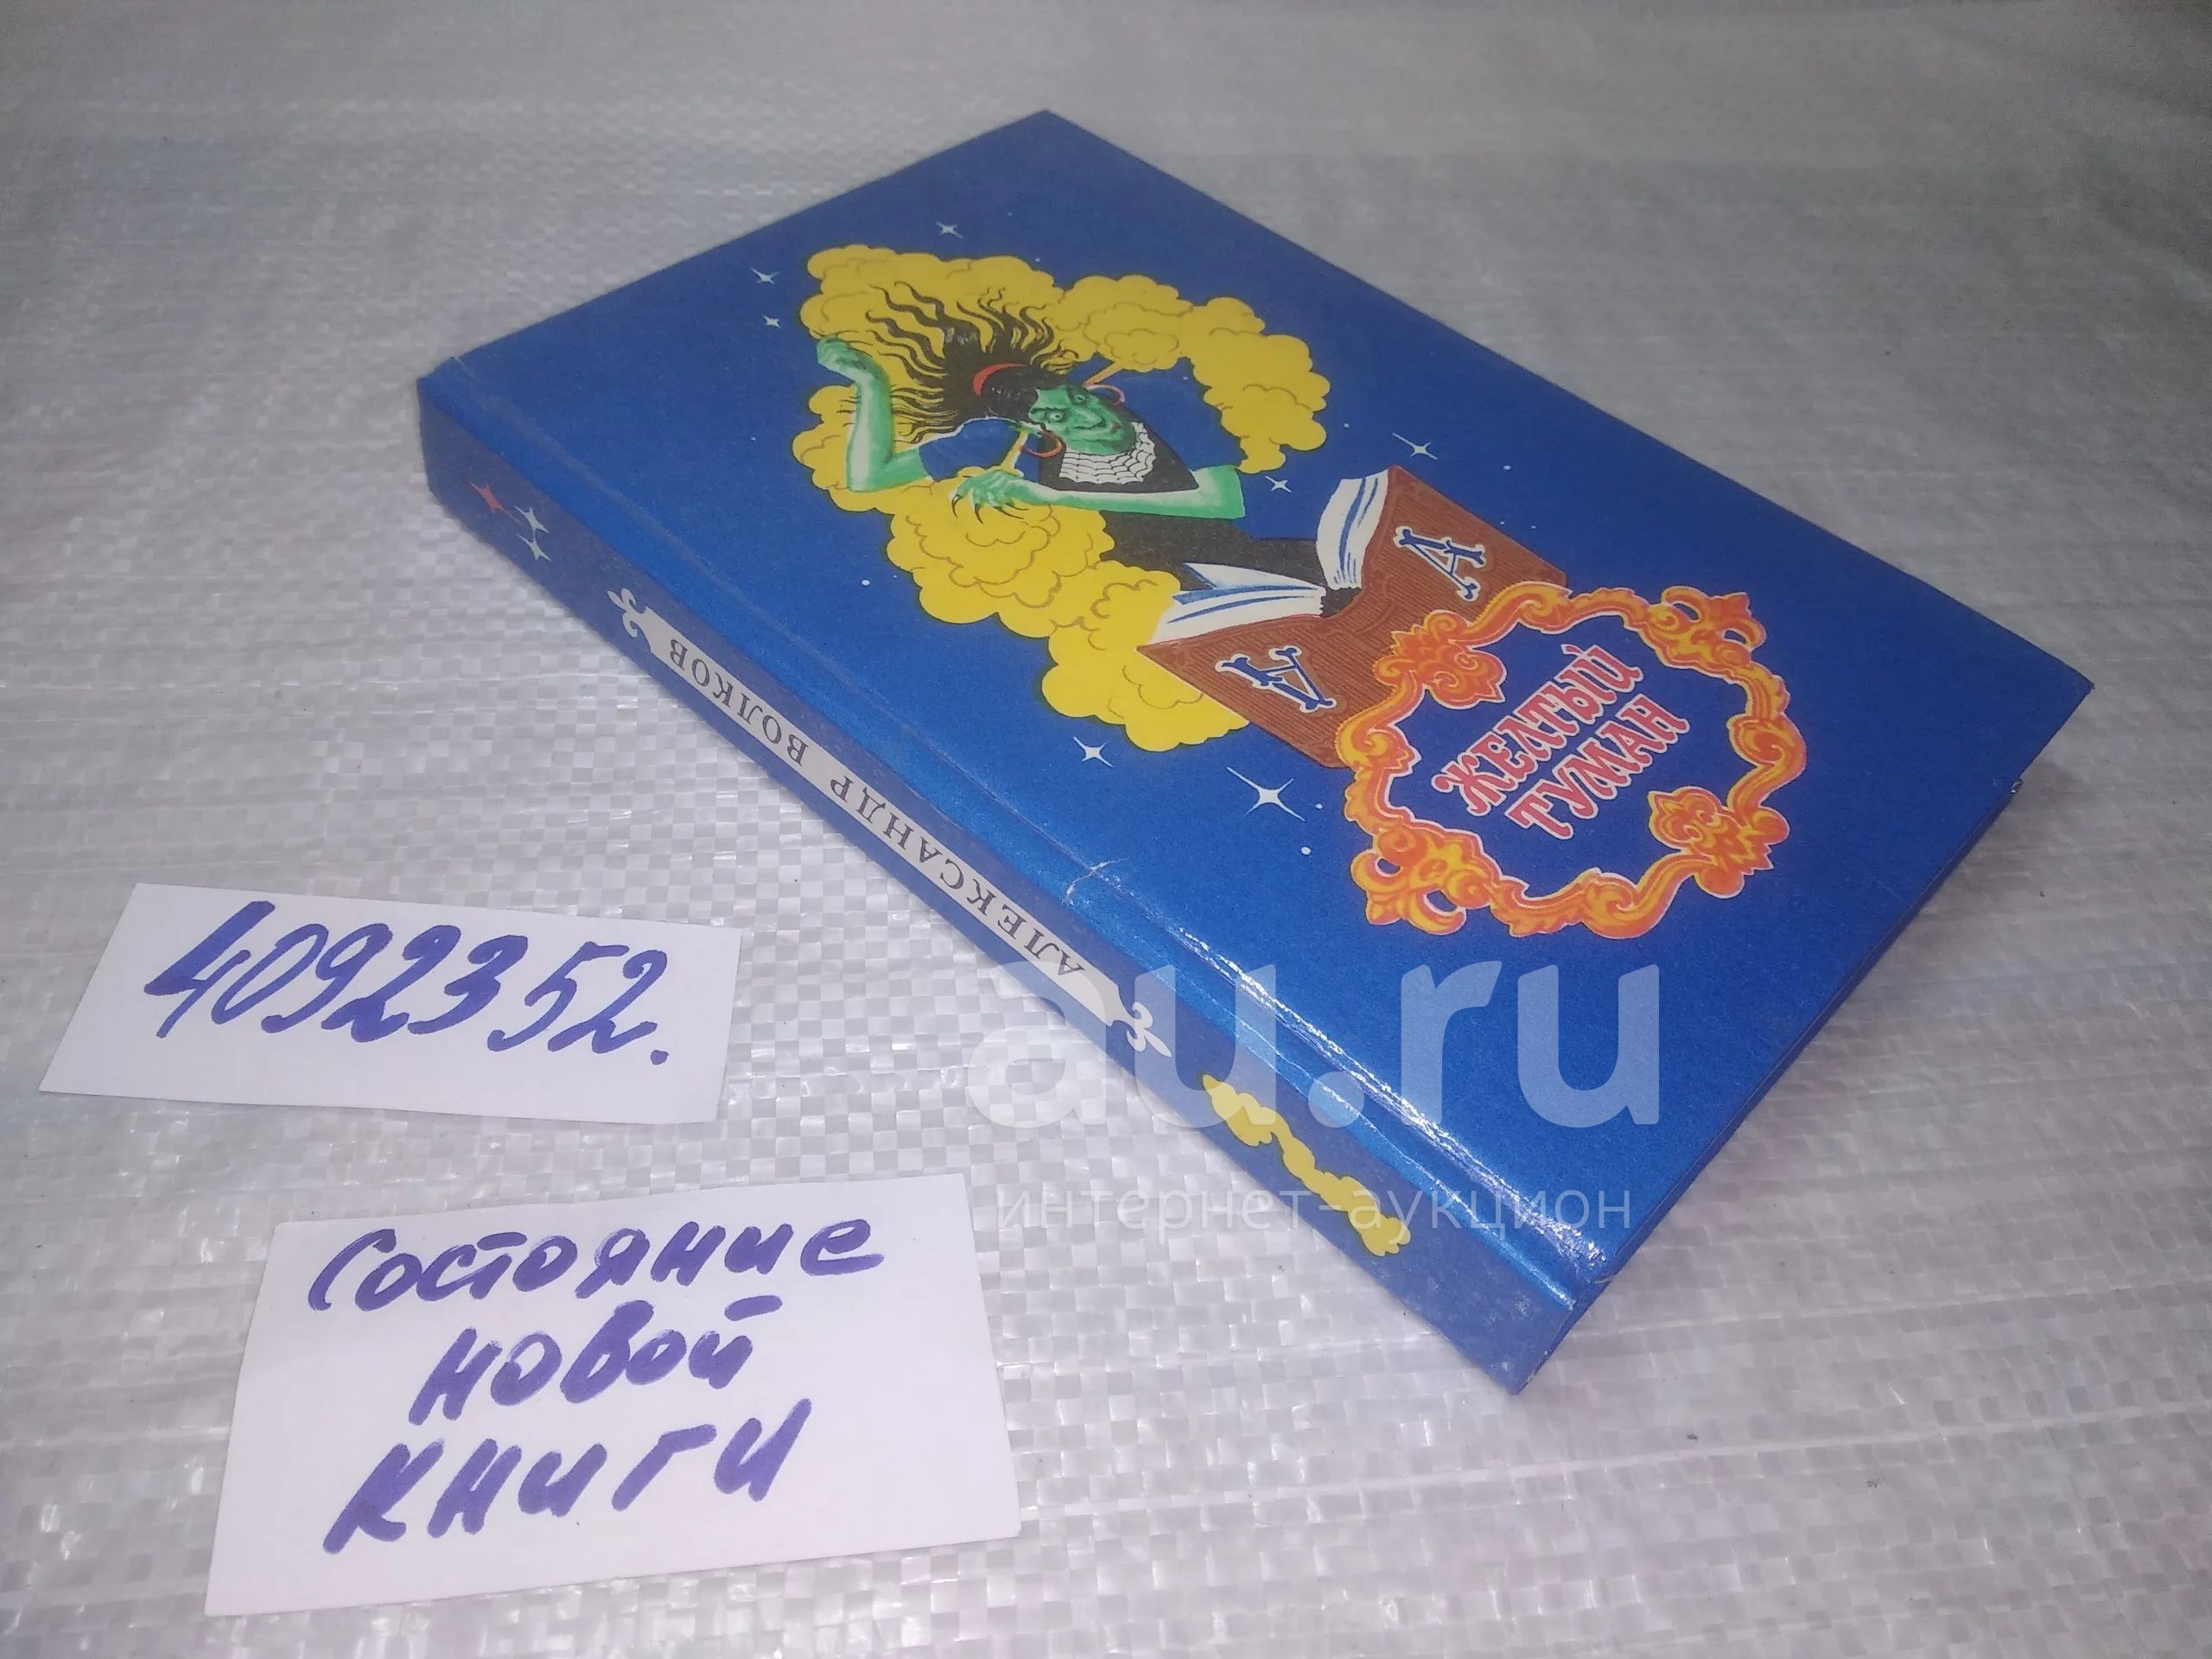 А А
ЖЕЛТЫЙ
ТУМАН
АЛЕКСАНДР ВОЛКОВ
4092352.
Состояние
новой
книги
au.ru
интернет-аукцион